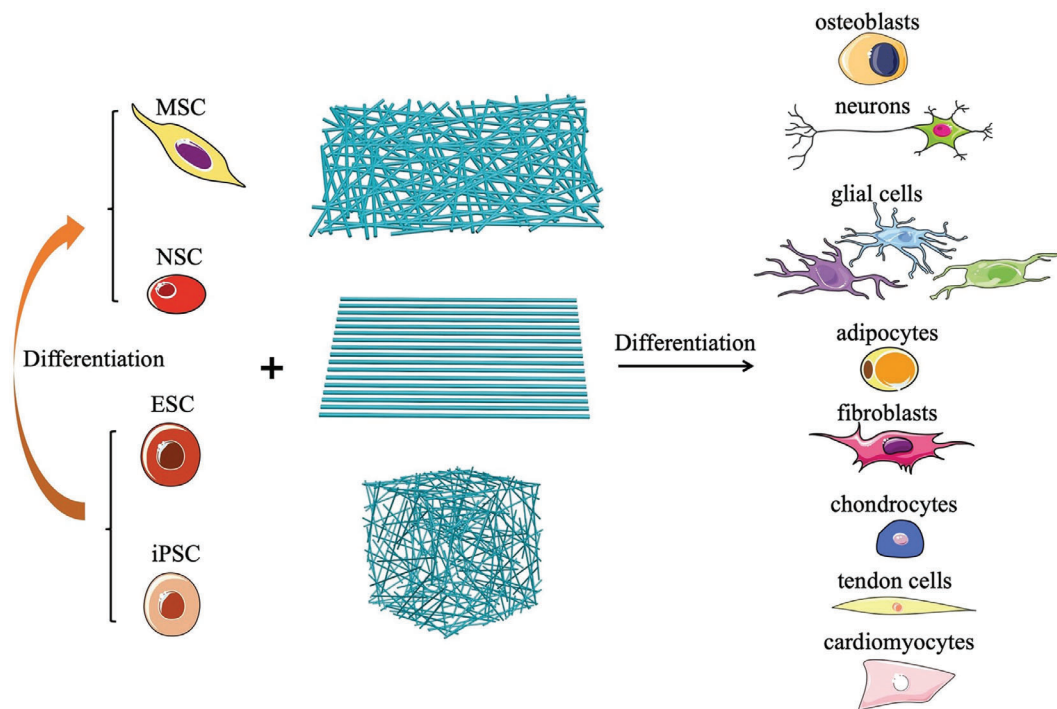 MSC
NSC
Differentiation
ESC
iPSC
+
Differentiation
osteoblasts
neurons
glial cells
adipocytes
fibroblasts
chondrocytes
tendon cells
cardiomyocytes